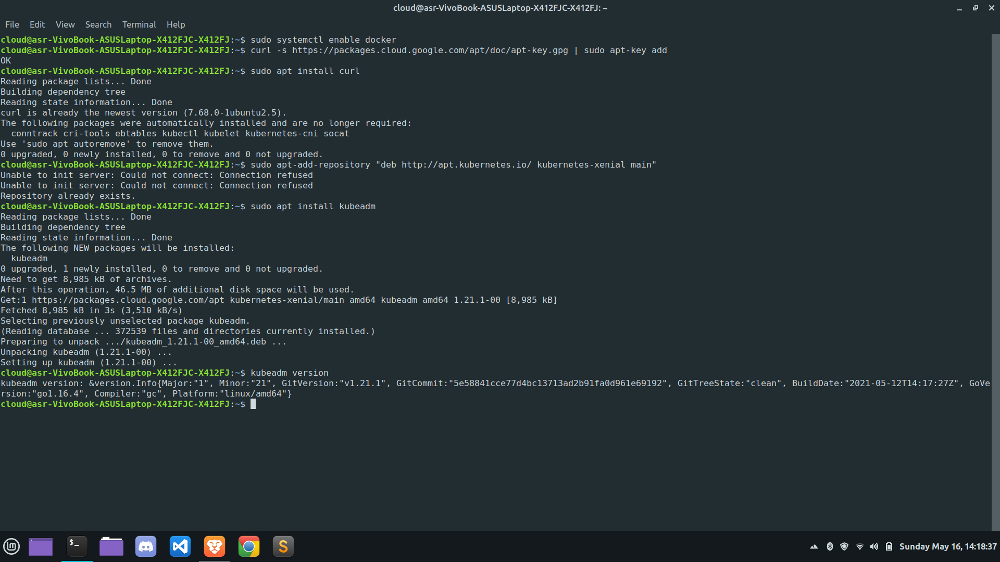 cloud@asr-VivoBook-ASUSLaptop-X412FJC-X412FJ: ~
File Edit View Search Terminal Help
cloud@asr-VivoBook-ASUSLaptop-X412FJC-X412FJ:~$ sudo systemctl enable docker
cloud@asr-VivoBook-ASUSLaptop-X412FJC-X412FJ:~$ curl -s https://packages.cloud.google.com/apt/doc/apt-key.gpg | sudo apt-key add
OK
cloud@asr-VivoBook-ASUSLaptop-X412FJC-X412FJ:~$ sudo apt install curl
Reading package lists... Done
Building dependency tree
Reading state information... Done
curl is already the newest version (7.68.0-1ubuntu2.5).
The following packages were automatically installed and are no longer required:
  conntrack cri-tools ebtables kubectl kubelet kubernetes-cni socat
Use 'sudo apt autoremove' to remove them.
0 upgraded, 0 newly installed, 0 to remove and 0 not upgraded.
cloud@asr-VivoBook-ASUSLaptop-X412FJC-X412FJ:~$ sudo apt-add-repository "deb http://apt.kubernetes.io/ kubernetes-xenial main"
Unable to init server: Could not connect: Connection refused
Unable to init server: Could not connect: Connection refused
Repository already exists.
cloud@asr-VivoBook-ASUSLaptop-X412FJC-X412FJ:~$ sudo apt install kubeadm
Reading package lists... Done
Building dependency tree
Reading state information... Done
The following NEW packages will be installed:
  kubeadm
0 upgraded, 1 newly installed, 0 to remove and 0 not upgraded.
Need to get 8,985 kB of archives.
After this operation, 46.5 MB of additional disk space will be used.
Get:1 https://packages.cloud.google.com/apt kubernetes-xenial/main amd64 kubeadm amd64 1.21.1-00 [8,985 kB]
Fetched 8,985 kB in 3s (3,510 kB/s)
Selecting previously unselected package kubeadm.
(Reading database ... 372539 files and directories currently installed.)
Preparing to unpack .../kubeadm_1.21.1-00_amd64.deb ...
Unpacking kubeadm (1.21.1-00) ...
Setting up kubeadm (1.21.1-00) ...
cloud@asr-VivoBook-ASUSLaptop-X412FJC-X412FJ:~$ kubeadm version
kubeadm version: &version.Info{Major:"1", Minor:"21", GitVersion:"v1.21.1", GitCommit:"5e58841cce77d4bc13713ad2b91fa0d961e69192", GitTreeState:"clean", BuildDate:"2021-05-12T14:17:27Z", GoVe
rsion:"go1.16.4", Compiler:"gc", Platform:"linux/amd64"}
cloud@asr-VivoBook-ASUSLaptop-X412FJC-X412FJ:~$
$_
S
Sunday May 16, 14:18:37